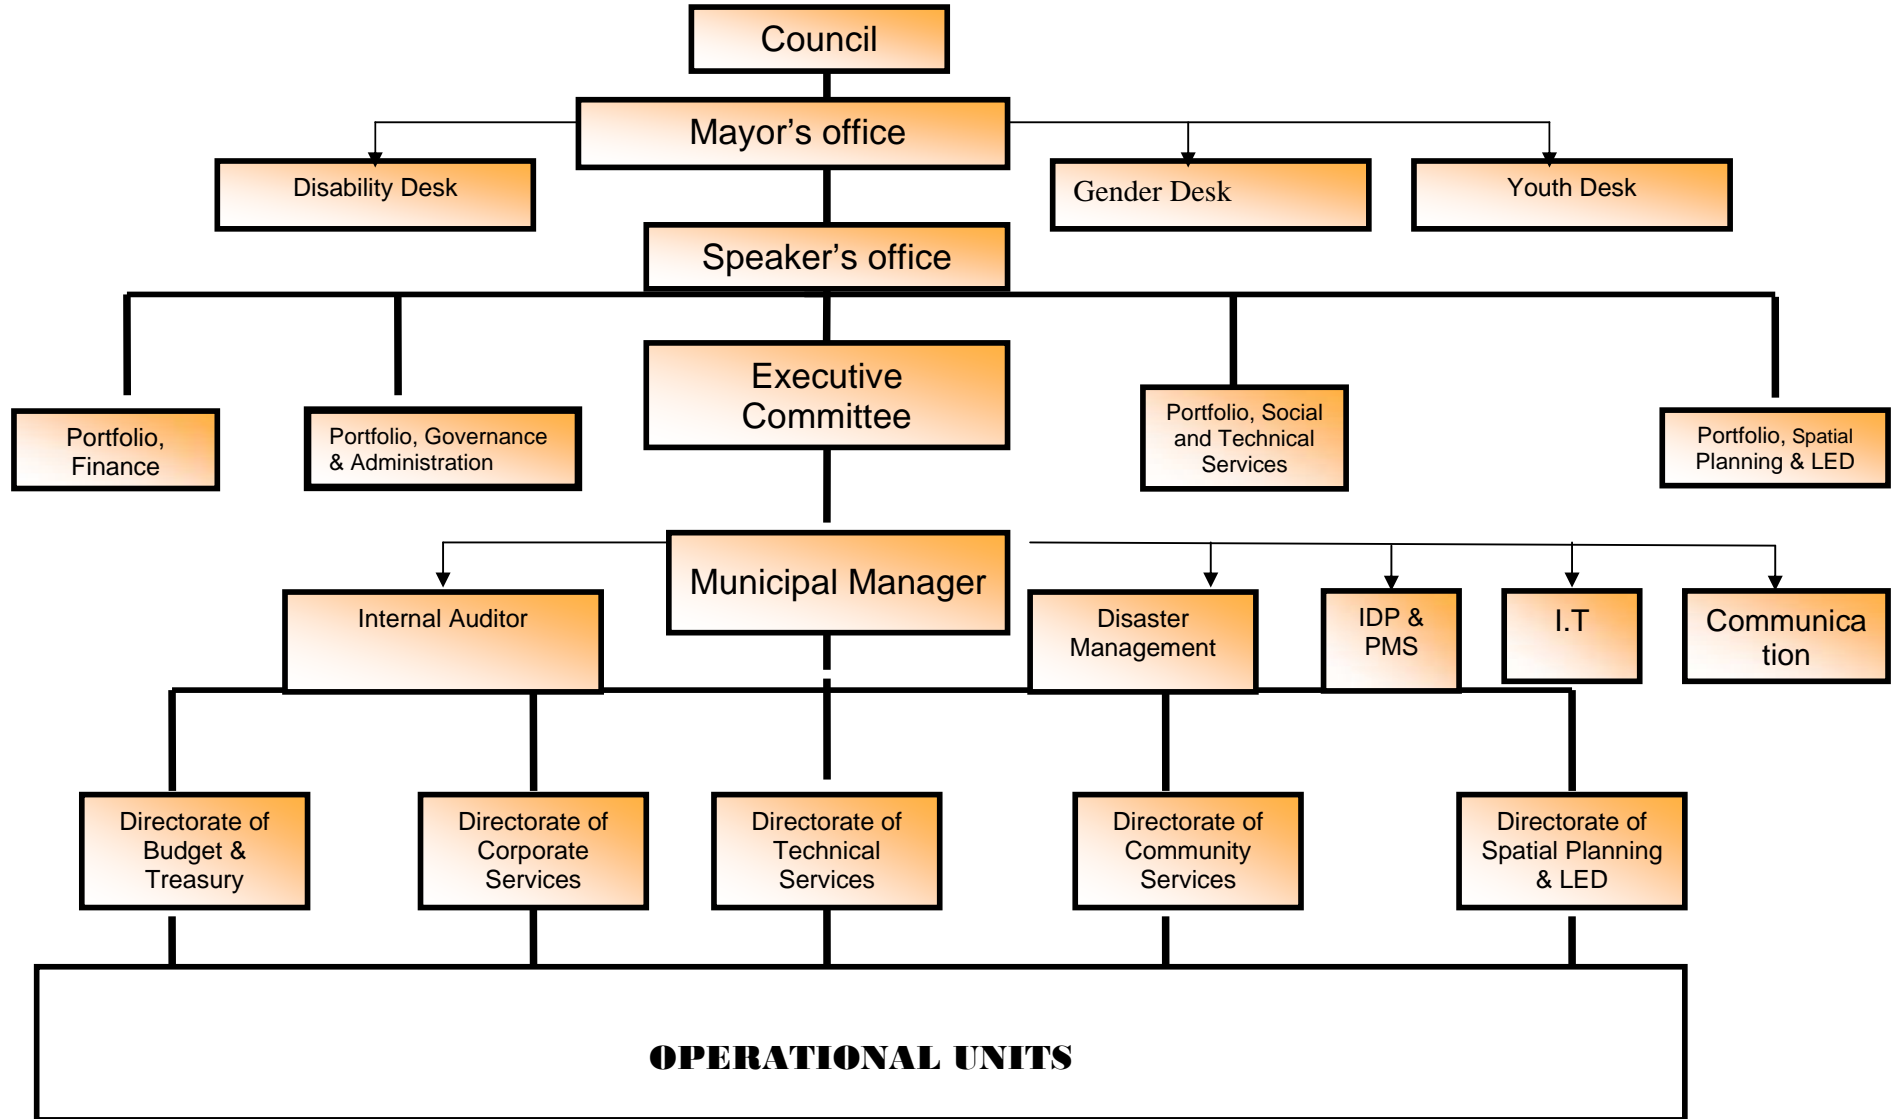 Council
Mayor’s office
Disability Desk
Gender Desk
Youth Desk
Speaker’s office
Executive
Committee
Portfolio,
Finance
Portfolio, Governance
& Administration
Portfolio, Social
and Technical
Services
Portfolio, Spatial
Planning & LED
Municipal Manager
Internal Auditor
Disaster
Management
IDP &
PMS
I.T
Communica
tion
Directorate of
Budget &
Treasury
Directorate of
Corporate
Services
Directorate of
Technical
Services
Directorate of
Community
Services
Directorate of
Spatial Planning
& LED
OPERATIONAL UNITS